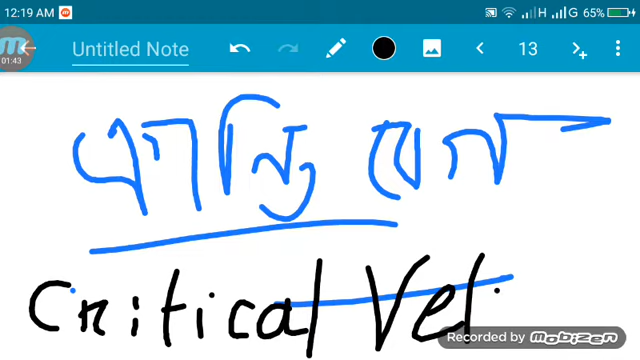 12:19 AM H G 65%
01:43 Untitled Note 13
ক্রান্তি বেগ
Critical Vel
RECORDED BY mobizen